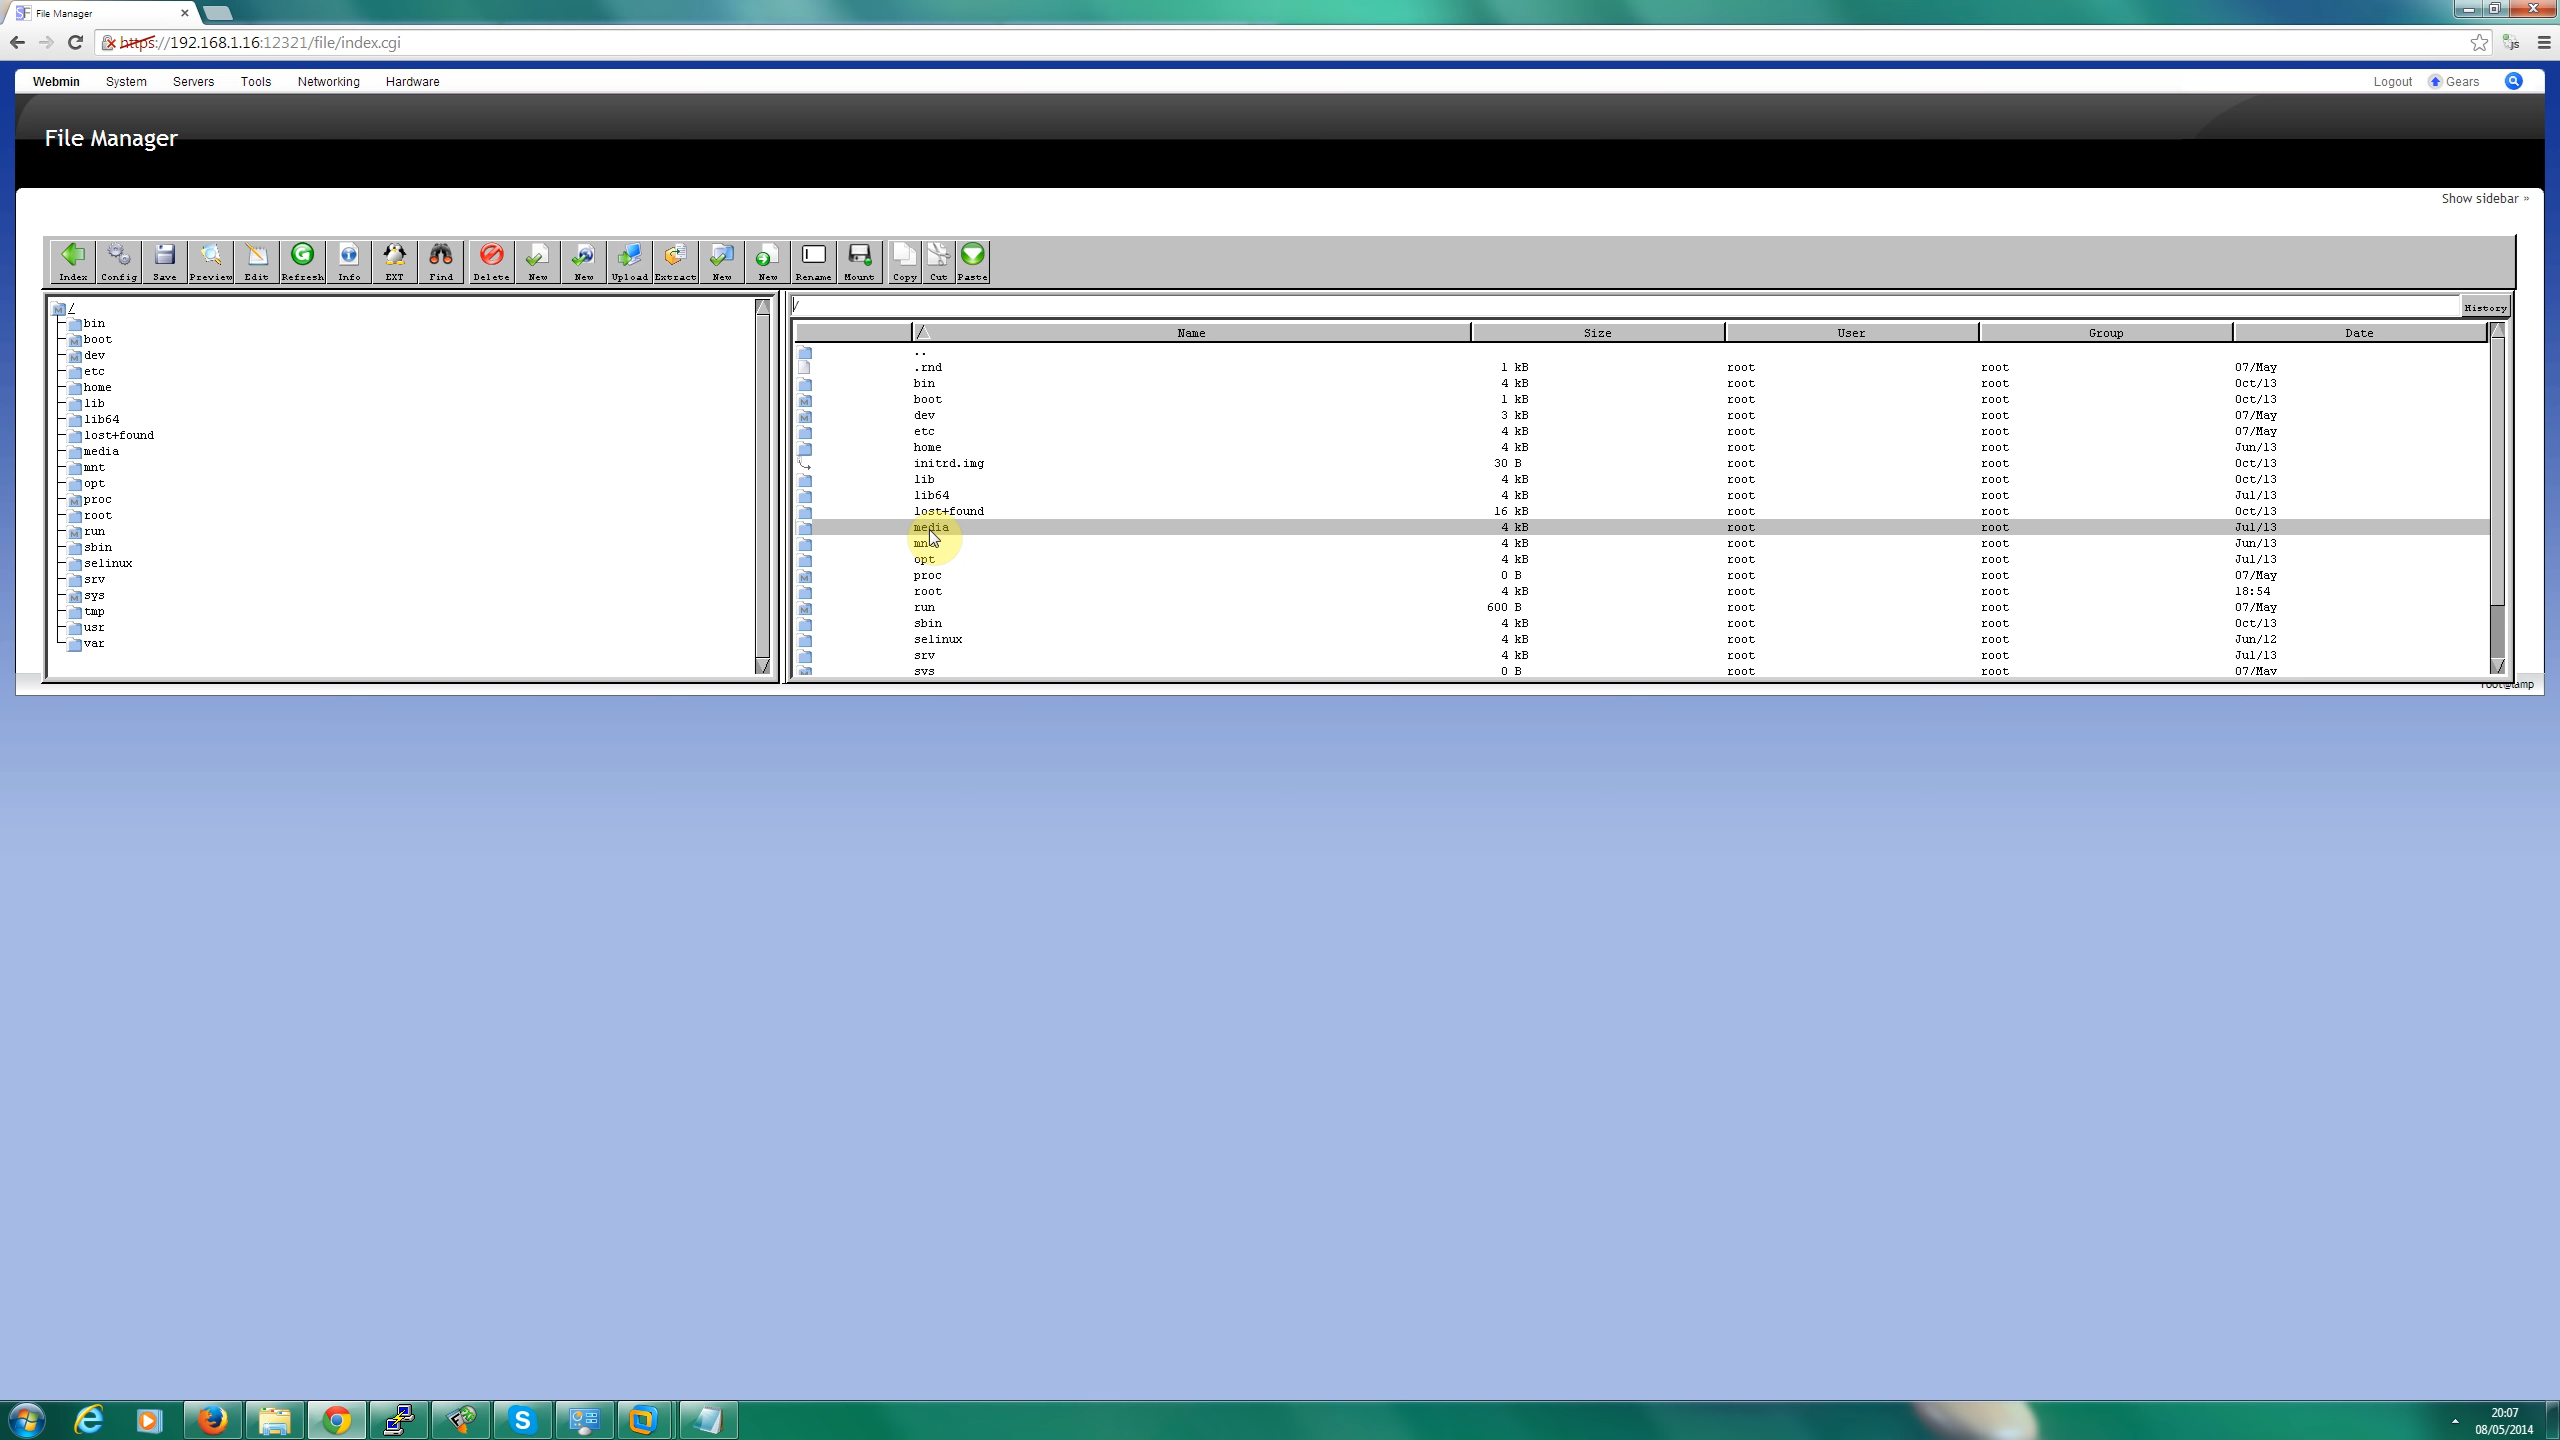 File Manager
https://192.168.1.16:12321/file/index.cgi
Webmin System Servers Tools Networking Hardware Logout Gears
File Manager
Show sidebar »
Index Config Save Preview Edit Refresh Info EXT Find Delete New New Upload Extract New New Rename Mount Copy Cut Paste
/
bin
boot
dev
etc
home
lib
lib64
lost+found
media
mnt
opt
proc
root
run
sbin
selinux
srv
sys
tmp
usr
var
/ History
Name Size User Group Date
..
.rnd 1 kB root root 07/May
bin 4 kB root root Oct/13
boot 1 kB root root Oct/13
dev 3 kB root root 07/May
etc 4 kB root root 07/May
home 4 kB root root Jun/13
initrd.img 30 B root root Oct/13
lib 4 kB root root Oct/13
lib64 4 kB root root Jul/13
lost+found 16 kB root root Oct/13
media 4 kB root root Jul/13
mnt 4 kB root root Jun/13
opt 4 kB root root Jul/13
proc 0 B root root 07/May
root 4 kB root root 18:54
run 600 B root root 07/May
sbin 4 kB root root Oct/13
selinux 4 kB root root Jun/12
srv 4 kB root root Jul/13
sys 0 B root root 07/May
root@lamp
20:07
08/05/2014